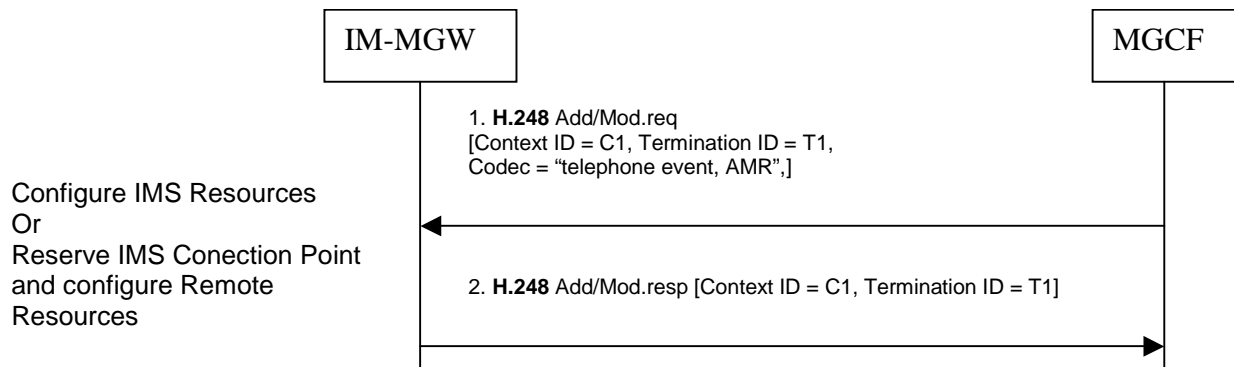 IM-MGW
MGCF
1. H.248 Add/Mod.req
[Context ID = C1, Termination ID = T1,
Codec = “telephone event, AMR”,]
Configure IMS Resources
Or
Reserve IMS Conection Point
and configure Remote
Resources
2. H.248 Add/Mod.resp [Context ID = C1, Termination ID = T1]